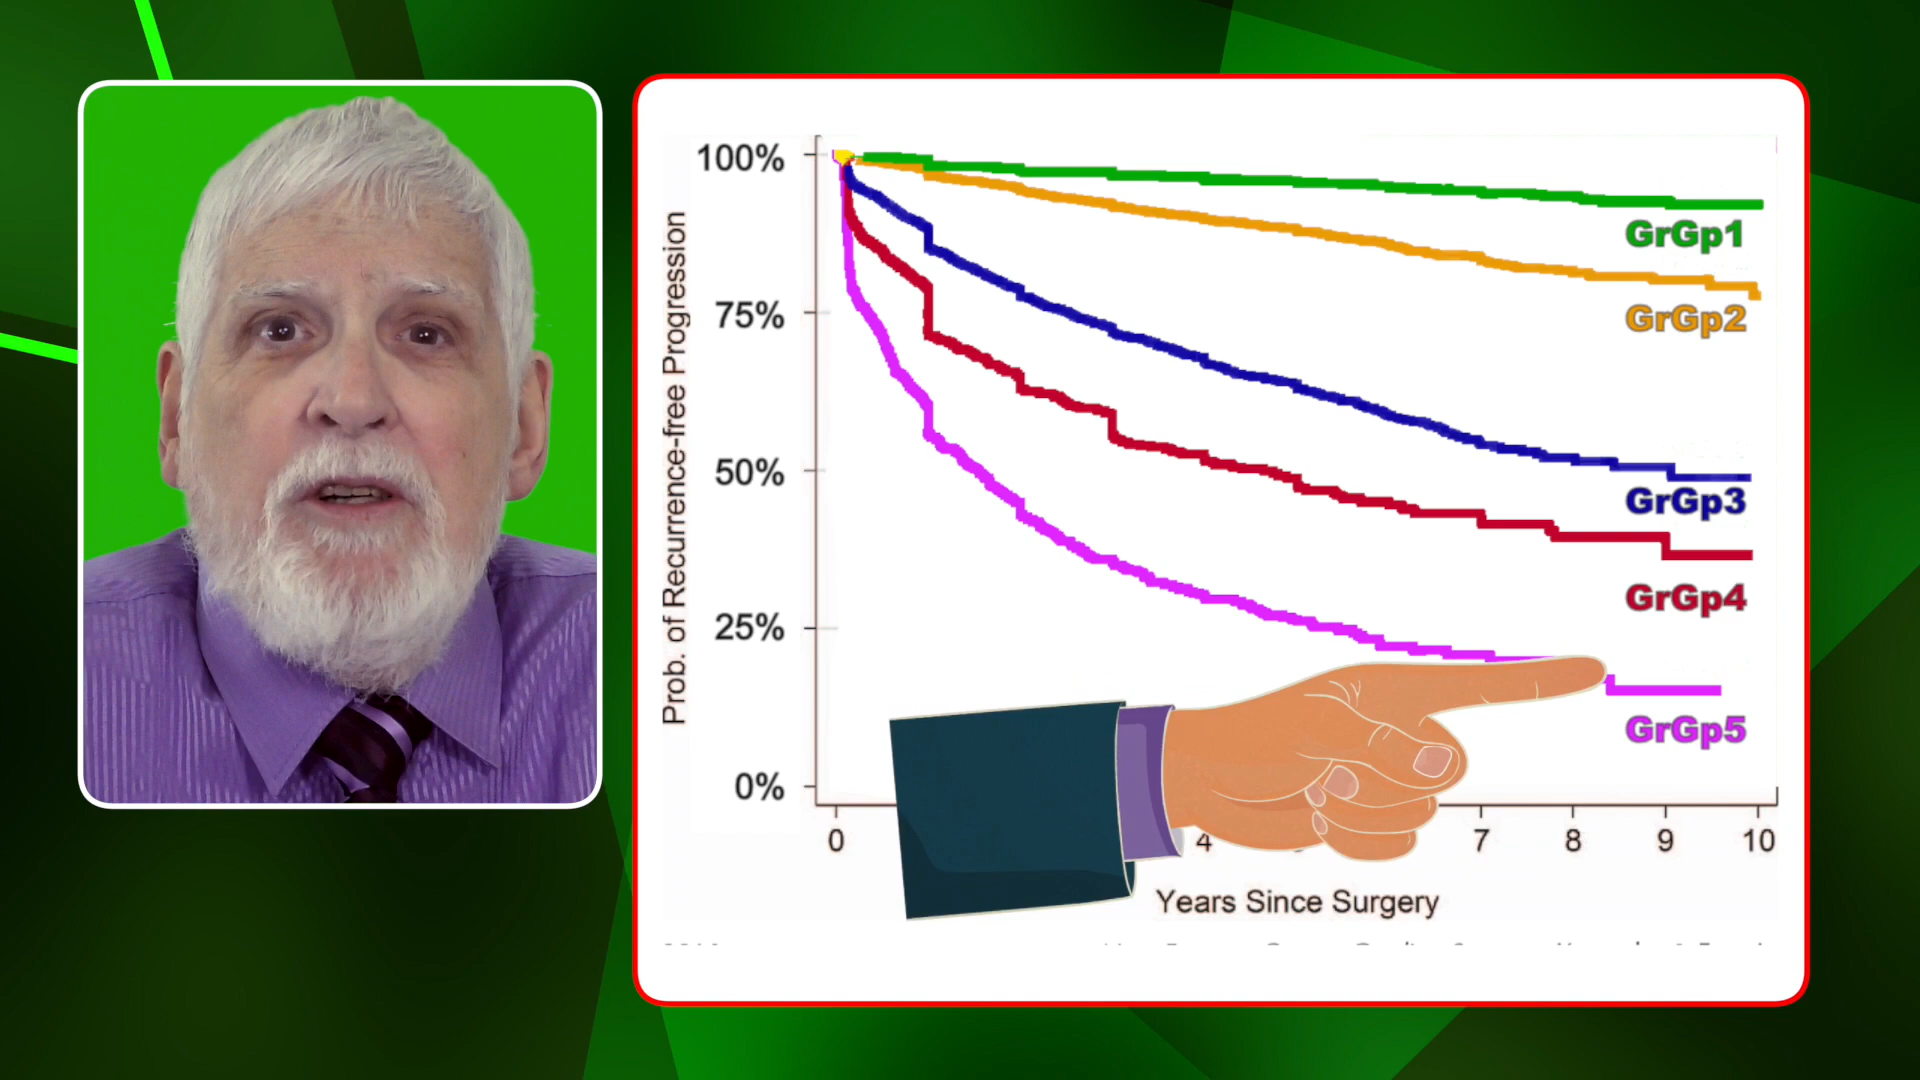 Prob. of Recurrence-free Progression
100%
75%
50%
25%
0%
GrGp1
GrGp2
GrGp3
GrGp4
GrGp5
0 4 7 8 9 10
Years Since Surgery